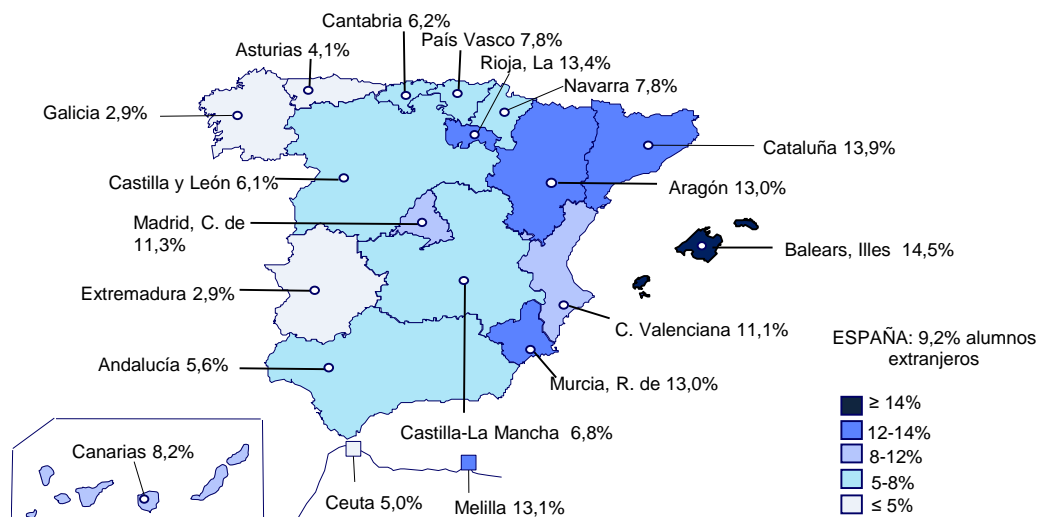 Cantabria 6,2%
País Vasco 7,8%
Asturias 4,1%
Rioja, La 13,4%
Navarra 7,8%
Galicia 2,9%
Cataluña 13,9%
Castilla y León 6,1%
Aragón 13,0%
Madrid, C. de
11,3%
Balears, Illes 14,5%
Extremadura 2,9%
C. Valenciana 11,1%
ESPAÑA: 9,2% alumnos
extranjeros
Andalucía 5,6%
Murcia, R. de 13,0%
≥ 14%
12-14%
8-12%
5-8%
≤ 5%
Castilla-La Mancha 6,8%
Canarias 8,2%
Ceuta 5,0%
Melilla 13,1%